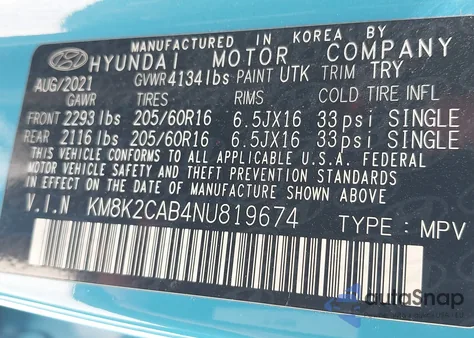 MANUFACTURED IN KOREA BY
HYUNDAI MOTOR COMPANY
AUG/2021 GVWR 4134lbs PAINT UTK TRIM TRY
GAWR TIRES RIMS COLD TIRE INFL
FRONT 2293 lbs 205/60R16 6.5JX16 33psi SINGLE
REAR 2116 lbs 205/60R16 6.5JX16 33psi SINGLE
THIS VEHICLE CONFORMS TO ALL APPLICABLE U.S.A. FEDERAL
MOTOR VEHICLE SAFETY AND THEFT PREVENTION STANDARDS
IN EFFECT ON THE DATE OF MANUFACTURE SHOWN ABOVE
V.I.N KM8K2CAB4NU819674 TYPE : MPV
autoSnap